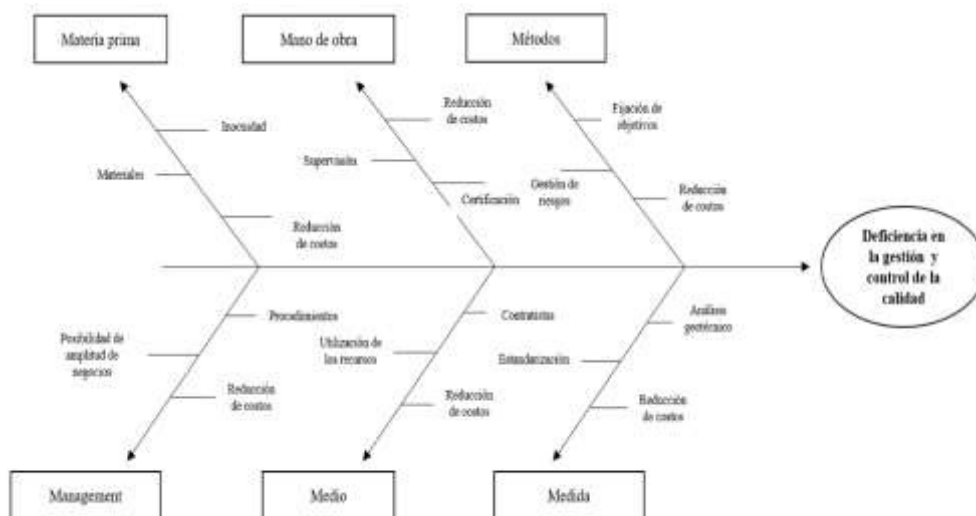 Materia prima
Mano de obra
Métodos
Inocuidad
Materiales
Reducción
de costos
Reducción
de costos
Supervisión
Certificación
Fijación de
objetivos
Gestión de
riesgos
Reducción
de costos
Deficiencia en
la gestión y
control de la
calidad
Posibilidad de
amplitud de
negocios
Procedimientos
Reducción
de costos
Utilización de
los recursos
Contratistas
Reducción
de costos
Análisis
geotécnico
Estandarización
Reducción
de costos
Management
Medio
Medida